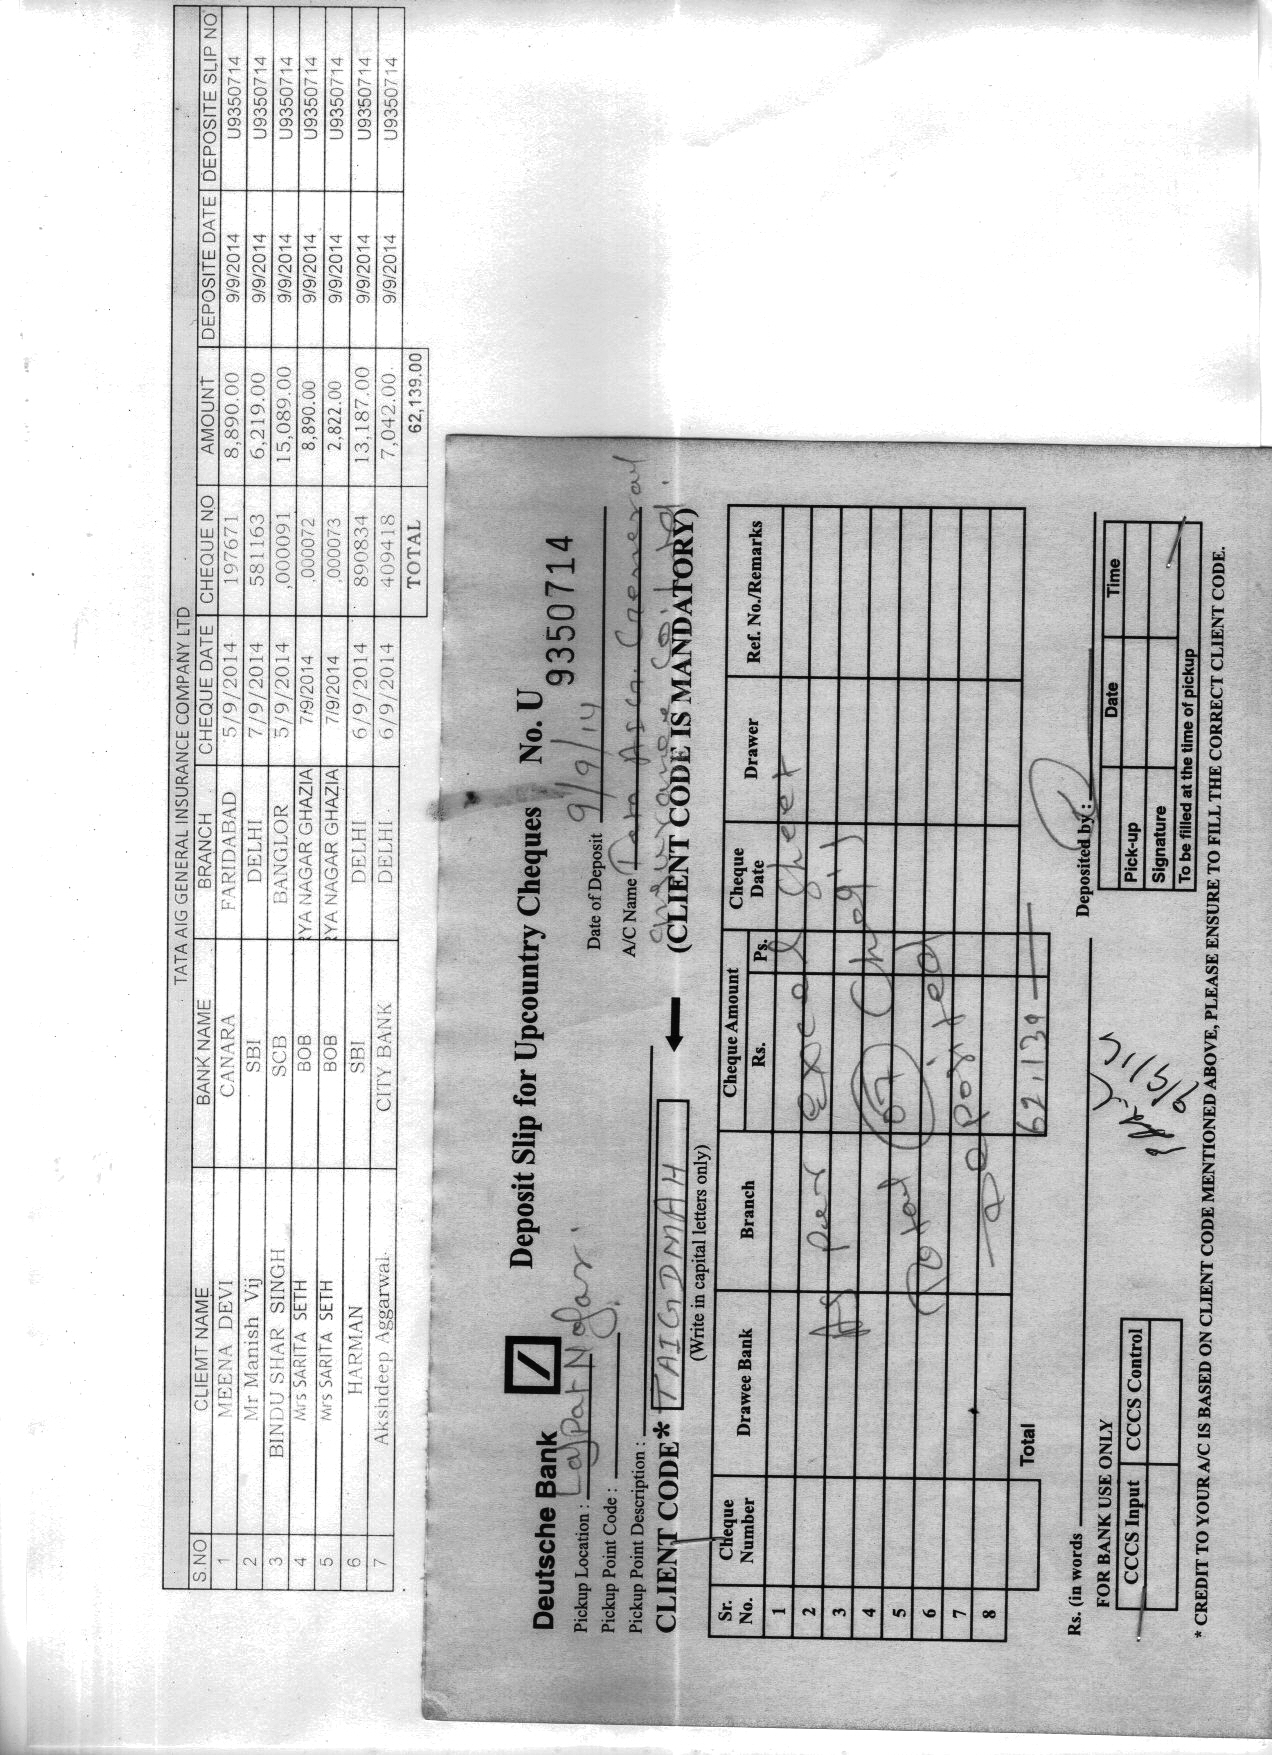 TATA AIG GENERAL INSURANCE COMPANY LTD
S.NO CLIEMT NAME BANK NAME BRANCH CHEQUE DATE CHEQUE NO AMOUNT DEPOSITE DATE DEPOSITE SLIP NO
1 MEENA DEVI CANARA FARIDABAD 5/9/2014 197671 8,890.00 9/9/2014 U9350714
2 Mr Manish Vij SBI DELHI 7/9/2014 581163 6,219.00 9/9/2014 U9350714
3 BINDU SHAR SINGH SCB BANGLOR 5/9/2014 ,000091 15,089.00 9/9/2014 U9350714
4 Mrs SARITA SETH BOB RYA NAGAR GHAZIA 7/9/2014 .000072 8,890.00 9/9/2014 U9350714
5 Mrs SARITA SETH BOB RYA NAGAR GHAZIA 7/9/2014 .000073 2,822.00 9/9/2014 U9350714
6 HARMAN SBI DELHI 6/9/2014 890834 13,187.00 9/9/2014 U9350714
7 Akshdeep Aggarwal CITY BANK DELHI 6/9/2014 409418 7,042.00 9/9/2014 U9350714
TOTAL 62,139.00
Deutsche Bank Deposit Slip for Upcountry Cheques No. U 9350714
Pickup Location : Lajpat Nagar Date of Deposit 9/9/14
Pickup Point Code : A/C Name Tata AIG General
Pickup Point Description : Insurance Co. Ltd.
CLIENT CODE* TAIGDMAH (CLIENT CODE IS MANDATORY)
(Write in capital letters only)
Sr. No. Cheque Number Drawee Bank Branch Cheque Amount Rs. Ps. Cheque Date Drawer Ref. No./Remarks
1
2 As per excel sheet
3
4 Total (07) Chq's
5
6 Deposited
7
8
Total 62,139
Rs. (in words Deposited by :
FOR BANK USE ONLY
CCCS Input CCCS Control
Pick-up Date Time
Signature
To be filled at the time of pickup
* CREDIT TO YOUR A/C IS BASED ON CLIENT CODE MENTIONED ABOVE, PLEASE ENSURE TO FILL THE CORRECT CLIENT CODE.